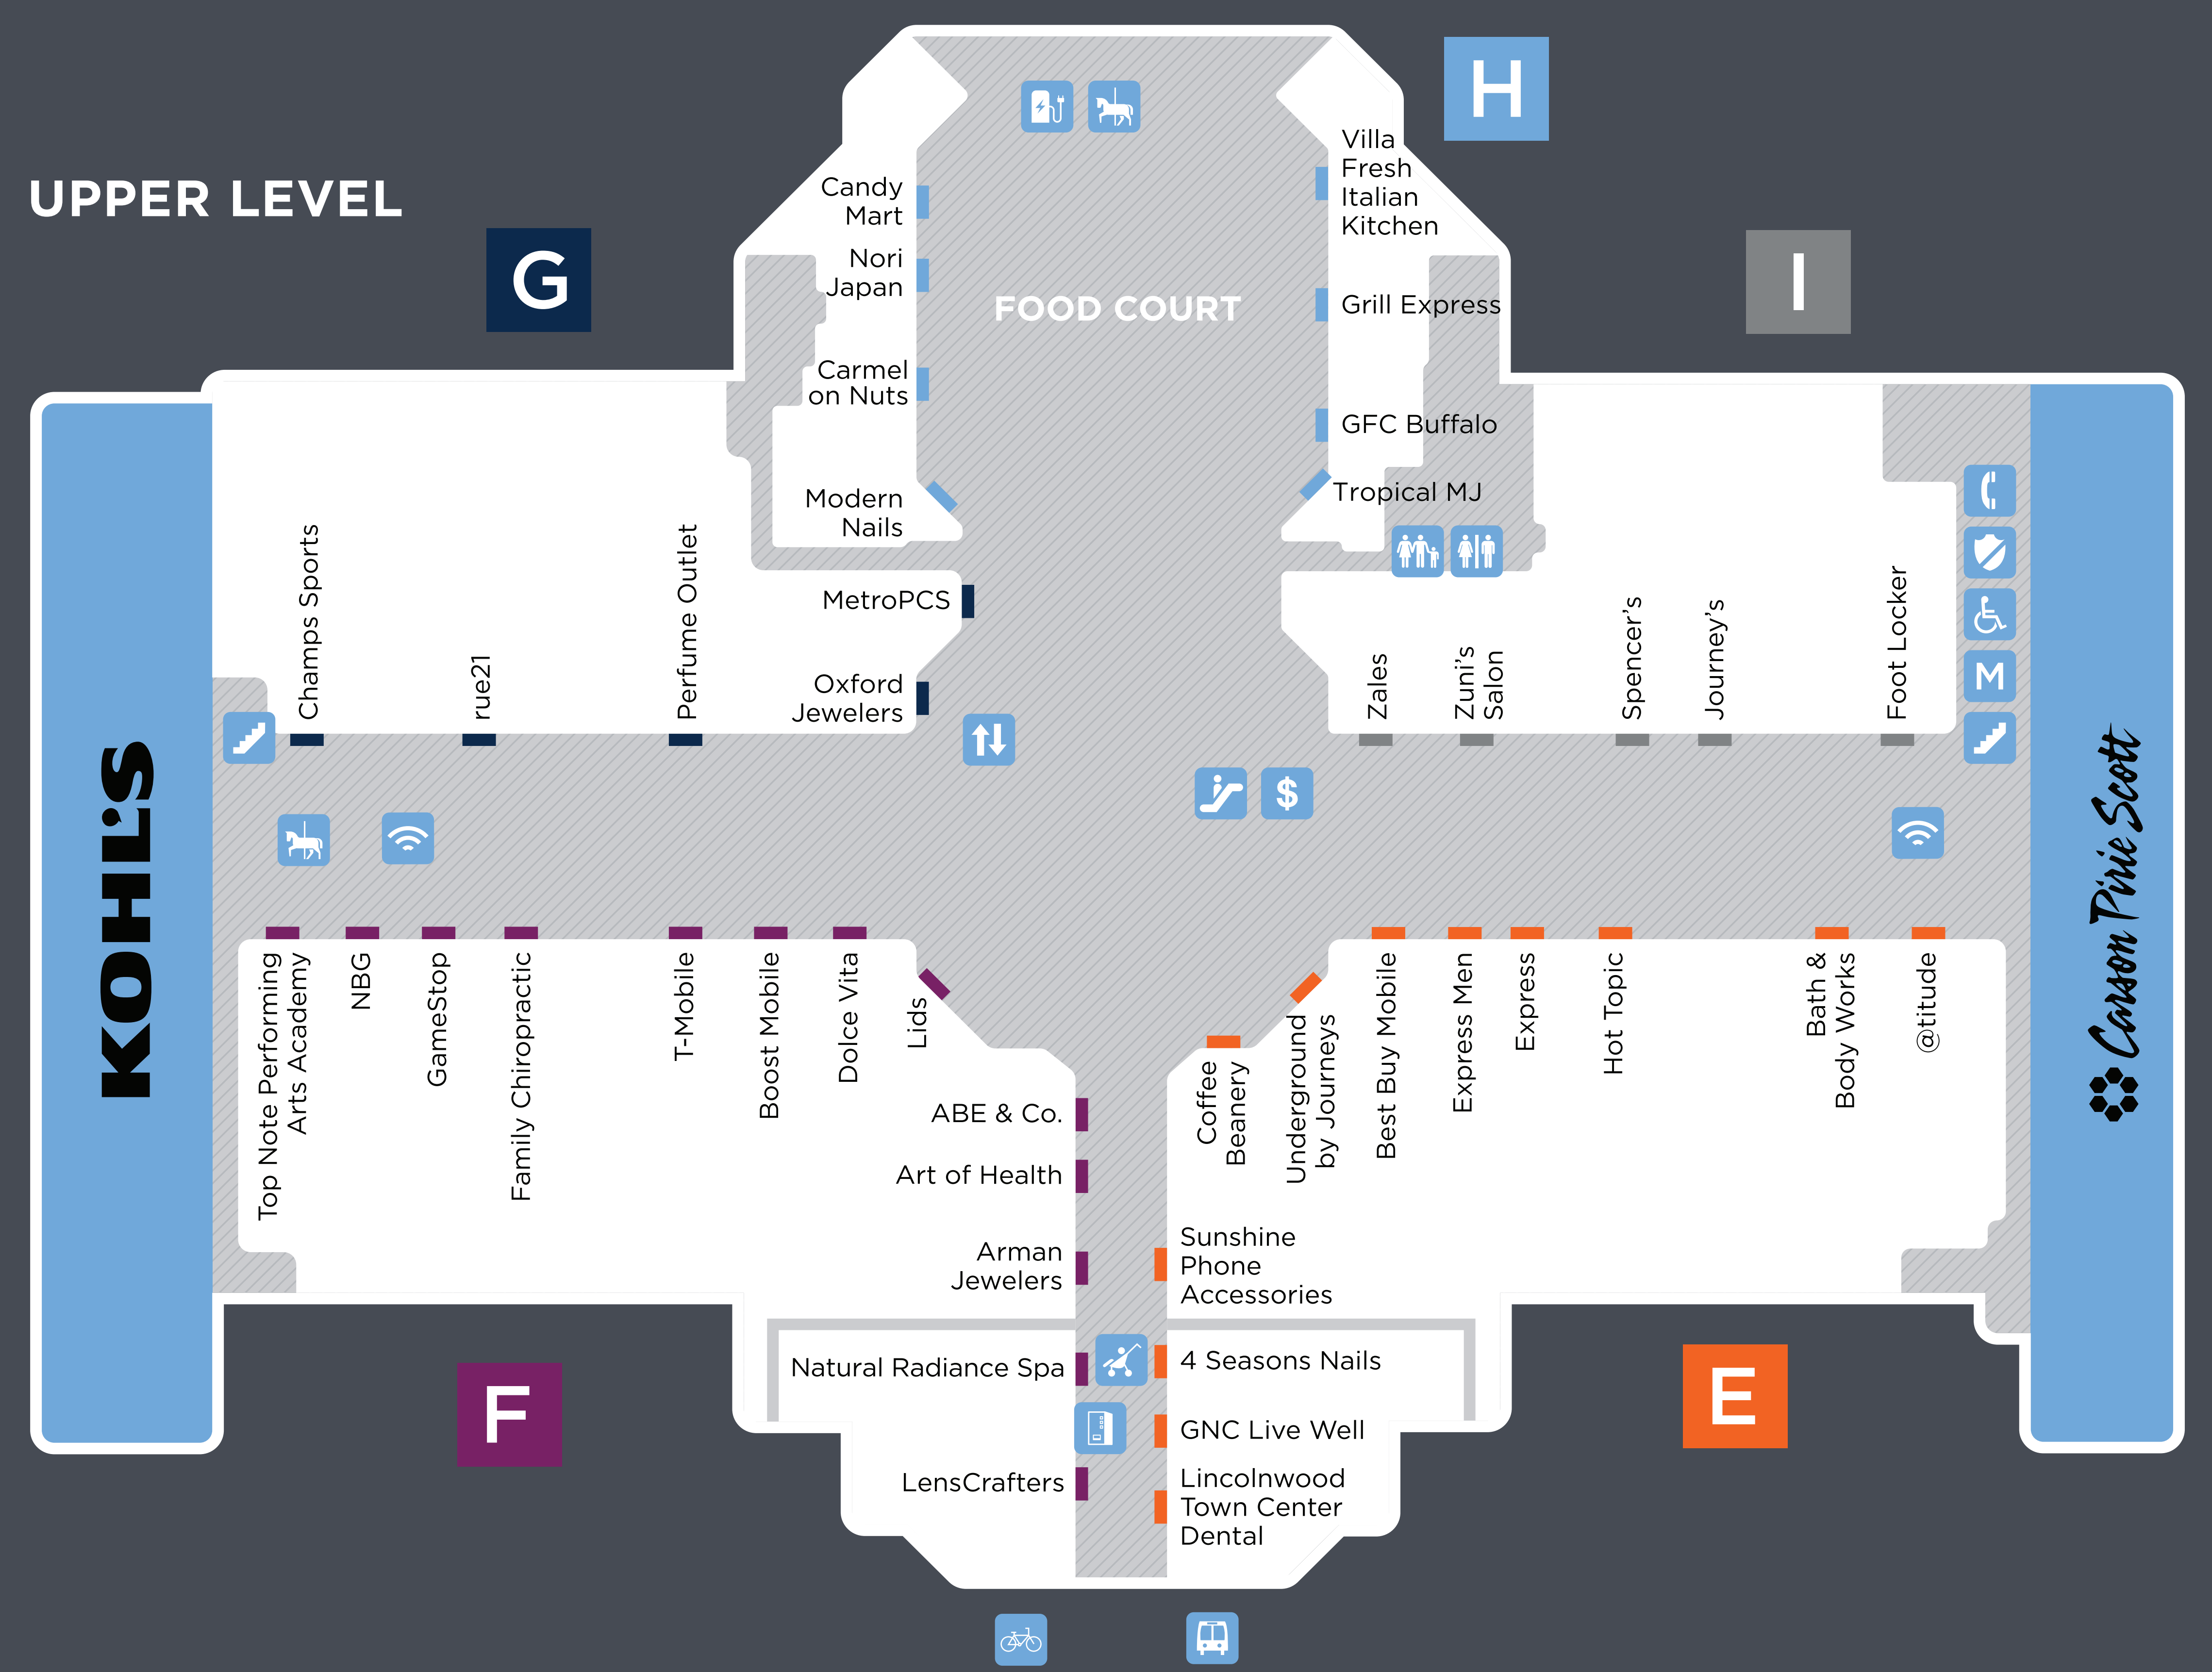 UPPER LEVEL
G
H
I
FOOD COURT
Candy
Mart
Nori
Japan
Carmel
on Nuts
Modern
Nails
Villa
Fresh
Italian
Kitchen
Grill Express
GFC Buffalo
Tropical MJ
MetroPCS
Oxford
Jewelers
Champs Sports
rue21
Perfume Outlet
Zales
Zuni's
Salon
Spencer's
Journey's
Foot Locker
M
$
KOHL'S
Carson Pirie Scott
Top Note Performing
Arts Academy
NBG
GameStop
Family Chiropractic
T-Mobile
Boost Mobile
Dolce Vita
Lids
ABE & Co.
Art of Health
Arman
Jewelers
Natural Radiance Spa
LensCrafters
Coffee
Beanery
Underground
by Journeys
Best Buy Mobile
Express Men
Express
Hot Topic
Bath &
Body Works
@titude
Sunshine
Phone
Accessories
4 Seasons Nails
GNC Live Well
Lincolnwood
Town Center
Dental
F
E